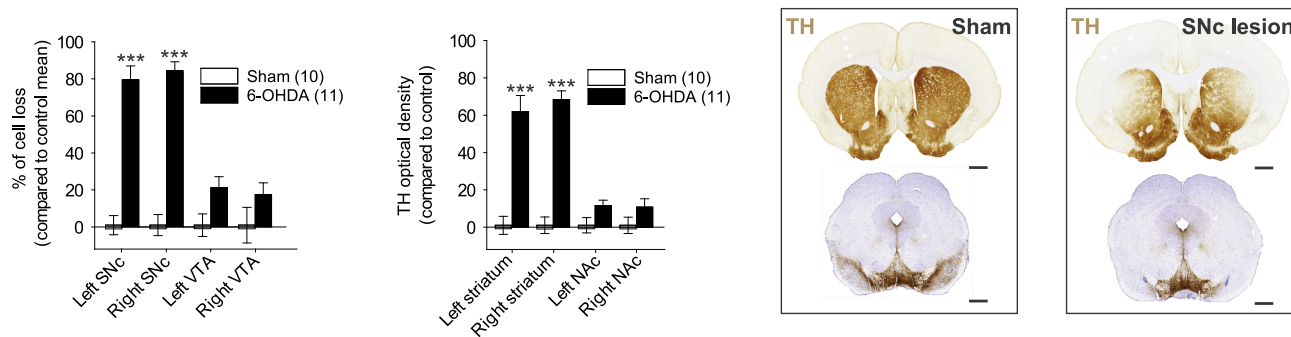 % of cell loss
(compared to control mean)
100
80
60
40
20
0
***
***
Sham (10)
6-OHDA (11)
Left SNc
Right SNc
Left VTA
Right VTA
TH optical density
(compared to control)
100
80
60
40
20
0
***
***
Sham (10)
6-OHDA (11)
Left striatum
Right striatum
Left NAc
Right NAc
TH
Sham
TH
SNc lesion